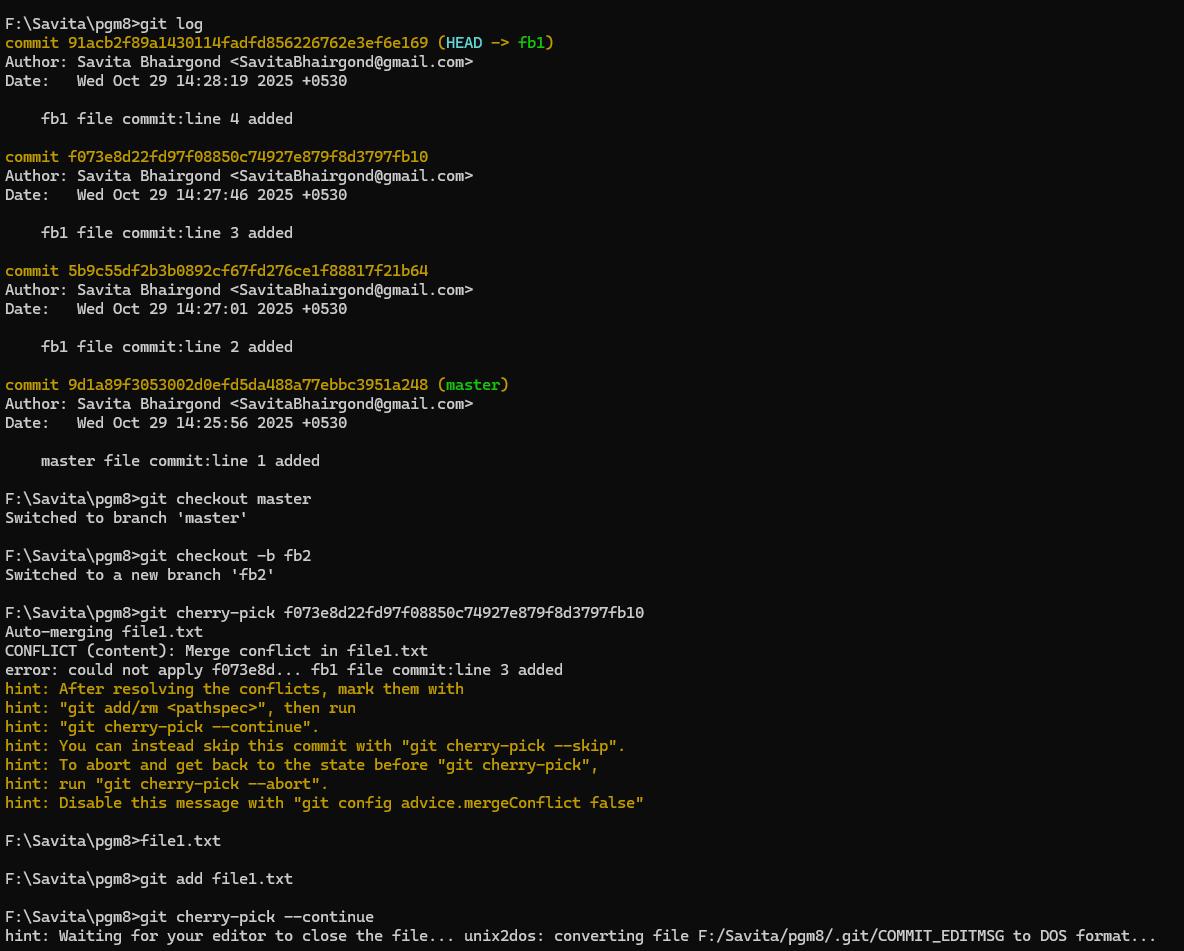 F:\Savita\pgm8>git log
commit 91acb2f89a1430114fadfd856226762e3ef6e169 (HEAD -> fb1)
Author: Savita Bhairgond <SavitaBhairgond@gmail.com>
Date:   Wed Oct 29 14:28:19 2025 +0530
    fb1 file commit:line 4 added
commit f073e8d22fd97f08850c74927e879f8d3797fb10
Author: Savita Bhairgond <SavitaBhairgond@gmail.com>
Date:   Wed Oct 29 14:27:46 2025 +0530
    fb1 file commit:line 3 added
commit 5b9c55df2b3b0892cf67fd276ce1f88817f21b64
Author: Savita Bhairgond <SavitaBhairgond@gmail.com>
Date:   Wed Oct 29 14:27:01 2025 +0530
    fb1 file commit:line 2 added
commit 9d1a89f3053002d0efd5da488a77ebbc3951a248 (master)
Author: Savita Bhairgond <SavitaBhairgond@gmail.com>
Date:   Wed Oct 29 14:25:56 2025 +0530
    master file commit:line 1 added
F:\Savita\pgm8>git checkout master
Switched to branch 'master'
F:\Savita\pgm8>git checkout -b fb2
Switched to a new branch 'fb2'
F:\Savita\pgm8>git cherry-pick f073e8d22fd97f08850c74927e879f8d3797fb10
Auto-merging file1.txt
CONFLICT (content): Merge conflict in file1.txt
error: could not apply f073e8d... fb1 file commit:line 3 added
hint: After resolving the conflicts, mark them with
hint: "git add/rm <pathspec>", then run
hint: "git cherry-pick --continue".
hint: You can instead skip this commit with "git cherry-pick --skip".
hint: To abort and get back to the state before "git cherry-pick",
hint: run "git cherry-pick --abort".
hint: Disable this message with "git config advice.mergeConflict false"
F:\Savita\pgm8>file1.txt
F:\Savita\pgm8>git add file1.txt
F:\Savita\pgm8>git cherry-pick --continue
hint: Waiting for your editor to close the file... unix2dos: converting file F:/Savita/pgm8/.git/COMMIT_EDITMSG to DOS format...